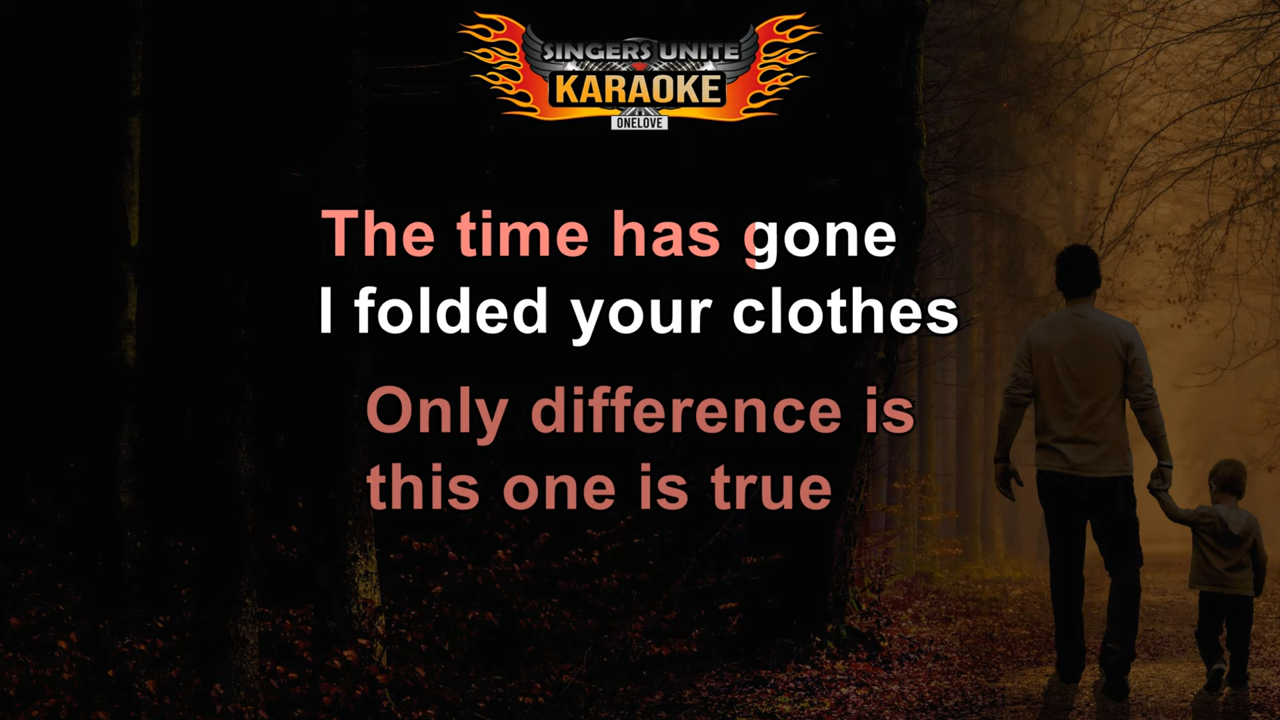 SINGERS UNITE
KARAOKE
ONELOVE
The time has gone
I folded your clothes
Only difference is
this one is true